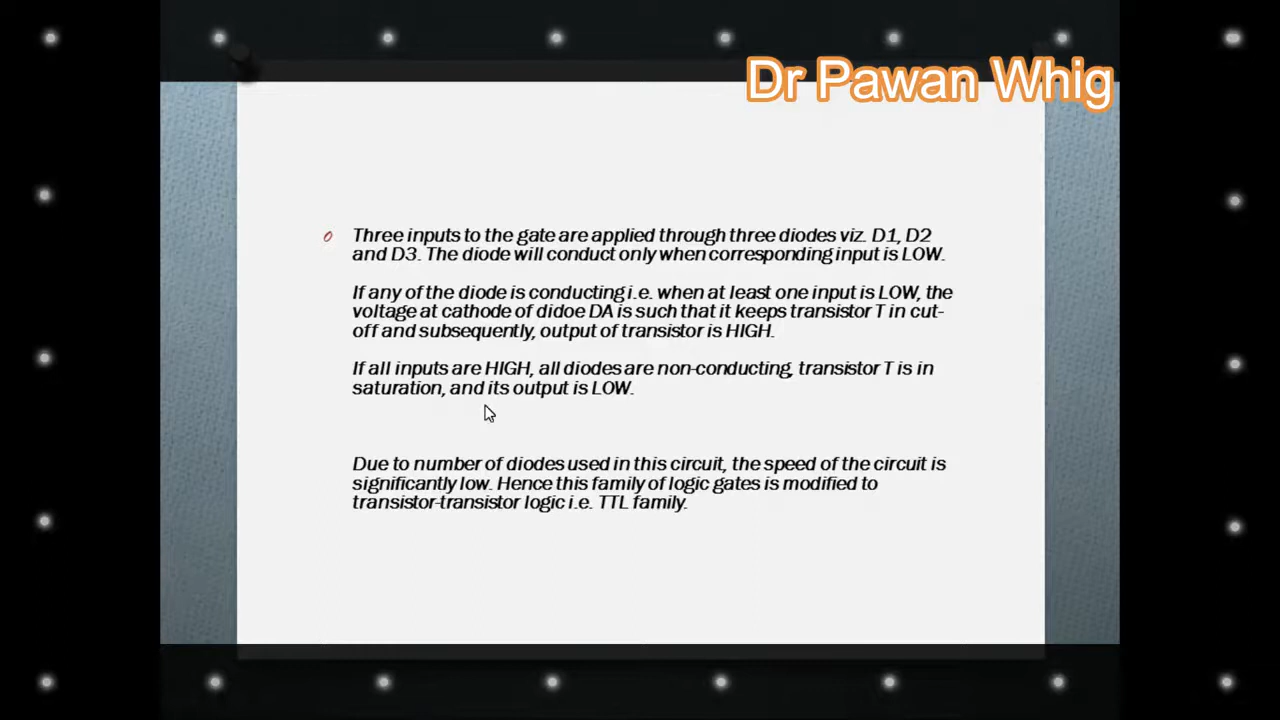 Dr Pawan Whig
Three inputs to the gate are applied through three diodes viz. D1, D2
and D3. The diode will conduct only when corresponding input is LOW.
If any of the diode is conducting i.e. when at least one input is LOW, the
voltage at cathode of didoe DA is such that it keeps transistor T in cut-
off and subsequently, output of transistor is HIGH.
If all inputs are HIGH, all diodes are non-conducting, transistor T is in
saturation, and its output is LOW.
Due to number of diodes used in this circuit, the speed of the circuit is
significantly low. Hence this family of logic gates is modified to
transistor-transistor logic i.e. TTL family.